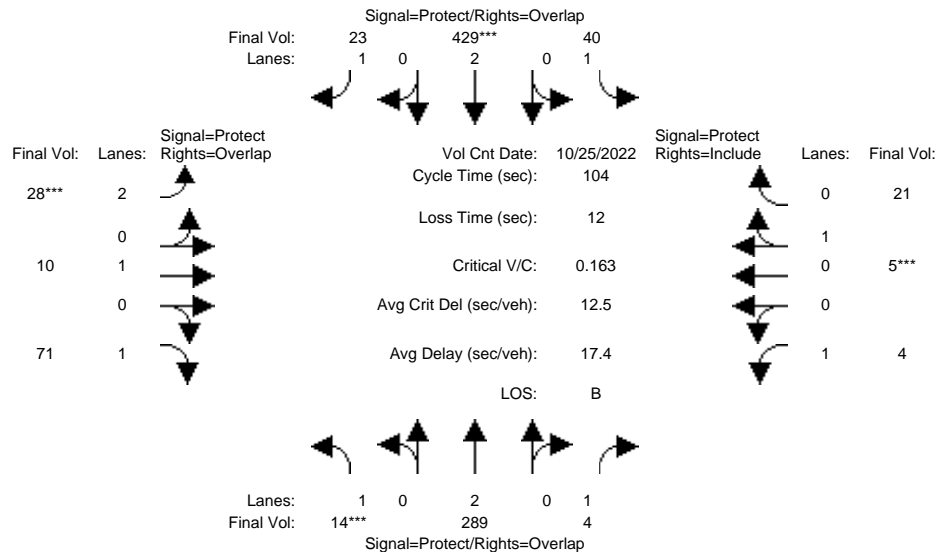 Signal=Protect/Rights=Overlap
Final Vol: 23 429*** 40
Lanes: 1 0 2 0 1
Signal=Protect Signal=Protect
Final Vol: Lanes: Rights=Overlap Vol Cnt Date: 10/25/2022 Rights=Include Lanes: Final Vol:
Cycle Time (sec): 104
28*** 2 0 21
Loss Time (sec): 12
0 1
10 1 Critical V/C: 0.163 0 5***
0 Avg Crit Del (sec/veh): 12.5 0
71 1 Avg Delay (sec/veh): 17.4 1 4
LOS: B
Lanes: 1 0 2 0 1
Final Vol: 14*** 289 4
Signal=Protect/Rights=Overlap